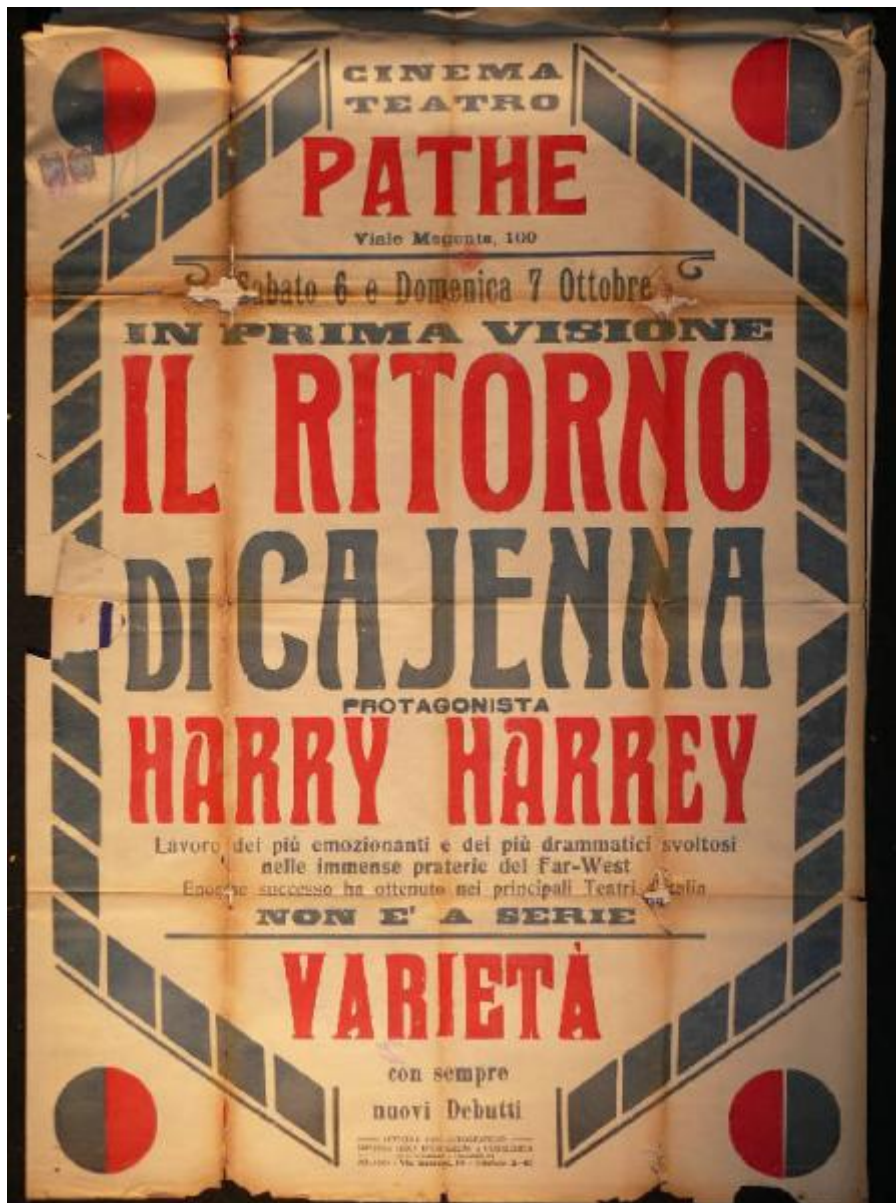 CINEMA
TEATRO
PATHE
Viale Magenta, 100
Sabato 6 e Domenica 7 Ottobre
IN PRIMA VISIONE
IL RITORNO
DI CAJENNA
PROTAGONISTA
HARRY HARREY
Lavoro dei più emozionanti e dei più drammatici svoltosi
nelle immense praterie del Far-West
successo ha ottenuto nei principali Teatri d'Italia
NON E' A SERIE
VARIETÀ
con sempre
nuovi Debutti